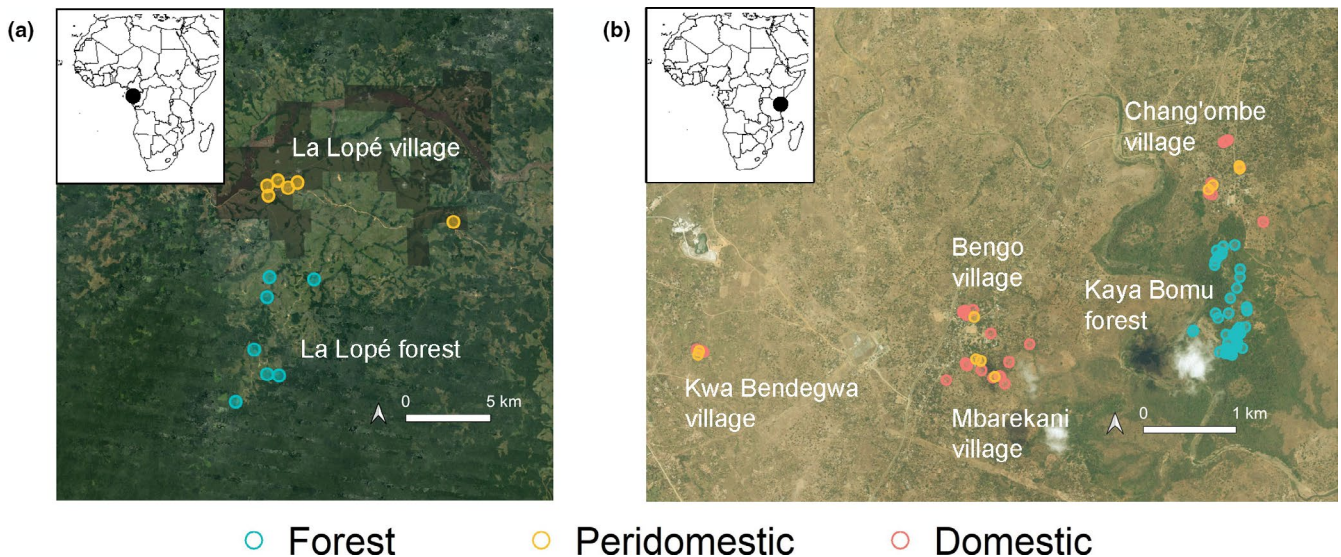 (a)
La Lopé village
La Lopé forest
0 5 km
(b)
Chang'ombe
village
Bengo
village
Kaya Bomu
forest
Kwa Bendegwa
village
Mbarekani
village
0 1 km
Forest Peridomestic Domestic